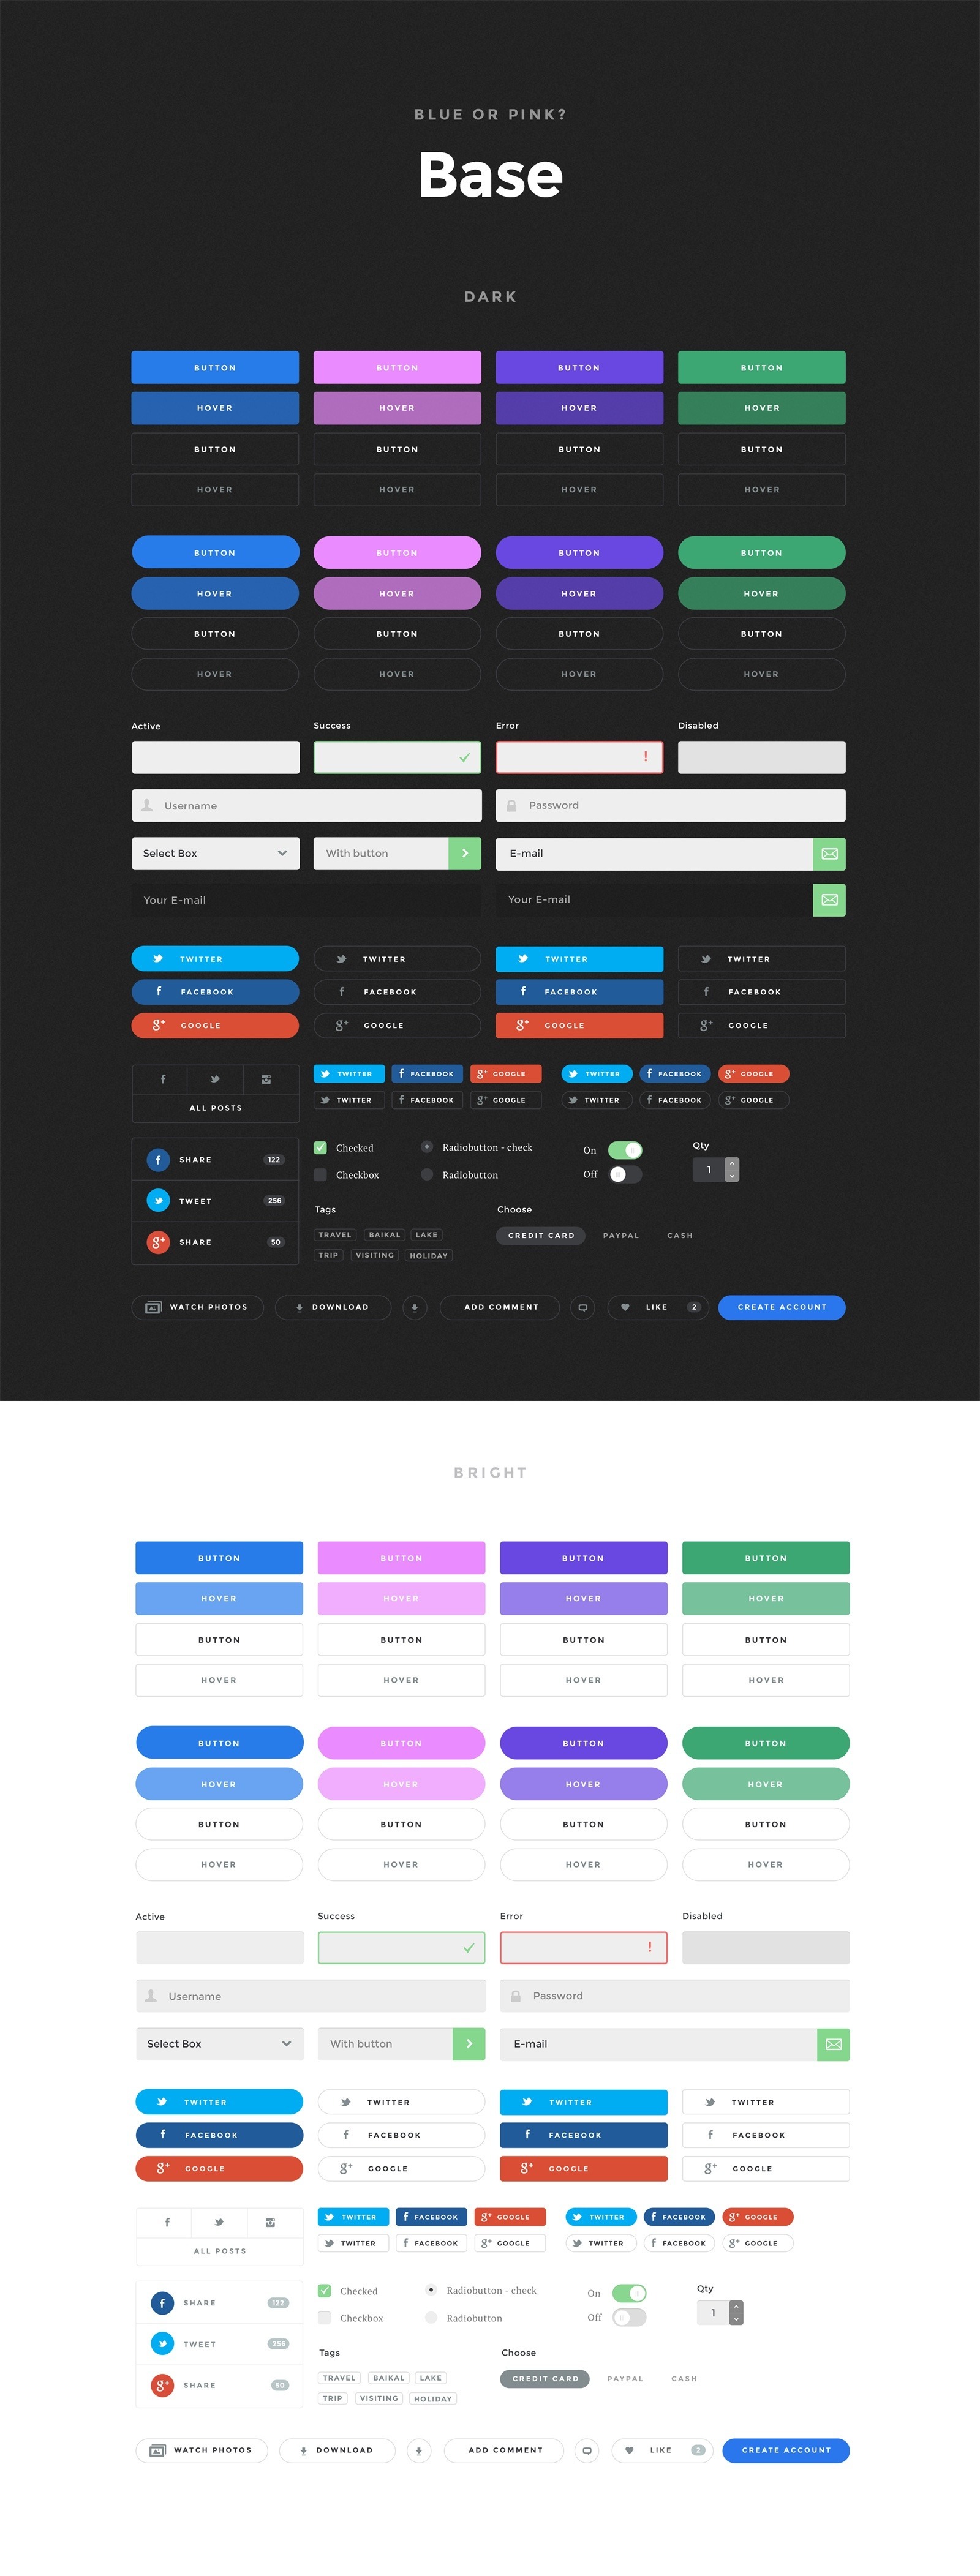 BLUE OR PINK?
Base
DARK
BUTTON BUTTON BUTTON BUTTON
HOVER HOVER HOVER HOVER
BUTTON BUTTON BUTTON BUTTON
HOVER HOVER HOVER HOVER
BUTTON BUTTON BUTTON BUTTON
HOVER HOVER HOVER HOVER
BUTTON BUTTON BUTTON BUTTON
HOVER HOVER HOVER HOVER
Active Success Error Disabled
!
Username Password
Select Box With button E-mail
Your E-mail Your E-mail
TWITTER TWITTER TWITTER TWITTER
f FACEBOOK f FACEBOOK f FACEBOOK f FACEBOOK
g+ GOOGLE g+ GOOGLE g+ GOOGLE g+ GOOGLE
f TWITTER f FACEBOOK g+ GOOGLE TWITTER f FACEBOOK g+ GOOGLE
ALL POSTS TWITTER f FACEBOOK g+ GOOGLE TWITTER f FACEBOOK g+ GOOGLE
f SHARE 122 Checked Radiobutton - check On Qty
1
Checkbox Radiobutton Off
TWEET 256 Tags Choose
TRAVEL BAIKAL LAKE CREDIT CARD PAYPAL CASH
g+ SHARE 50 TRIP VISITING HOLIDAY
WATCH PHOTOS DOWNLOAD ADD COMMENT LIKE 2 CREATE ACCOUNT
BRIGHT
BUTTON BUTTON BUTTON BUTTON
HOVER HOVER HOVER HOVER
BUTTON BUTTON BUTTON BUTTON
HOVER HOVER HOVER HOVER
BUTTON BUTTON BUTTON BUTTON
HOVER HOVER HOVER HOVER
BUTTON BUTTON BUTTON BUTTON
HOVER HOVER HOVER HOVER
Active Success Error Disabled
!
Username Password
Select Box With button E-mail
TWITTER TWITTER TWITTER TWITTER
f FACEBOOK f FACEBOOK f FACEBOOK f FACEBOOK
g+ GOOGLE g+ GOOGLE g+ GOOGLE g+ GOOGLE
f TWITTER f FACEBOOK g+ GOOGLE TWITTER f FACEBOOK g+ GOOGLE
ALL POSTS TWITTER f FACEBOOK g+ GOOGLE TWITTER f FACEBOOK g+ GOOGLE
f SHARE 122 Checked Radiobutton - check On Qty
1
Checkbox Radiobutton Off
TWEET 256 Tags Choose
TRAVEL BAIKAL LAKE CREDIT CARD PAYPAL CASH
g+ SHARE 50 TRIP VISITING HOLIDAY
WATCH PHOTOS DOWNLOAD ADD COMMENT LIKE 2 CREATE ACCOUNT